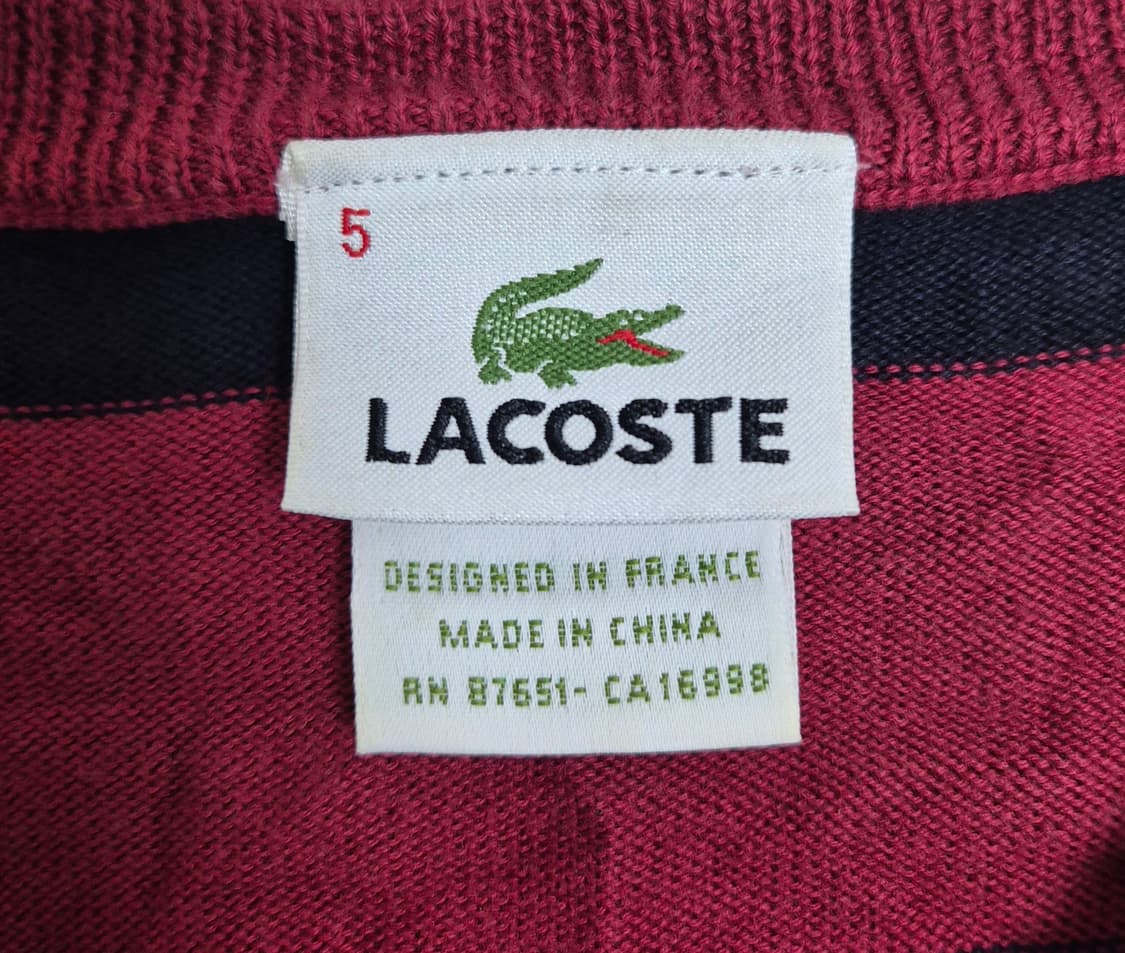 5
LACOSTE
DESIGNED IN FRANCE
MADE IN CHINA
RN 87651- CA16998